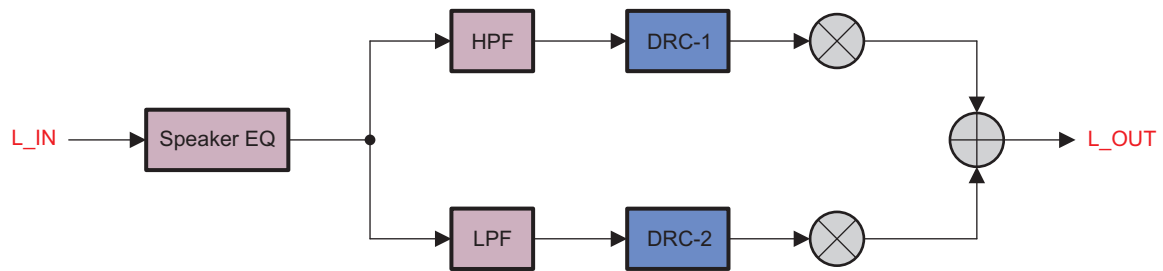 HPF
DRC-1
L_IN
Speaker EQ
L_OUT
LPF
DRC-2